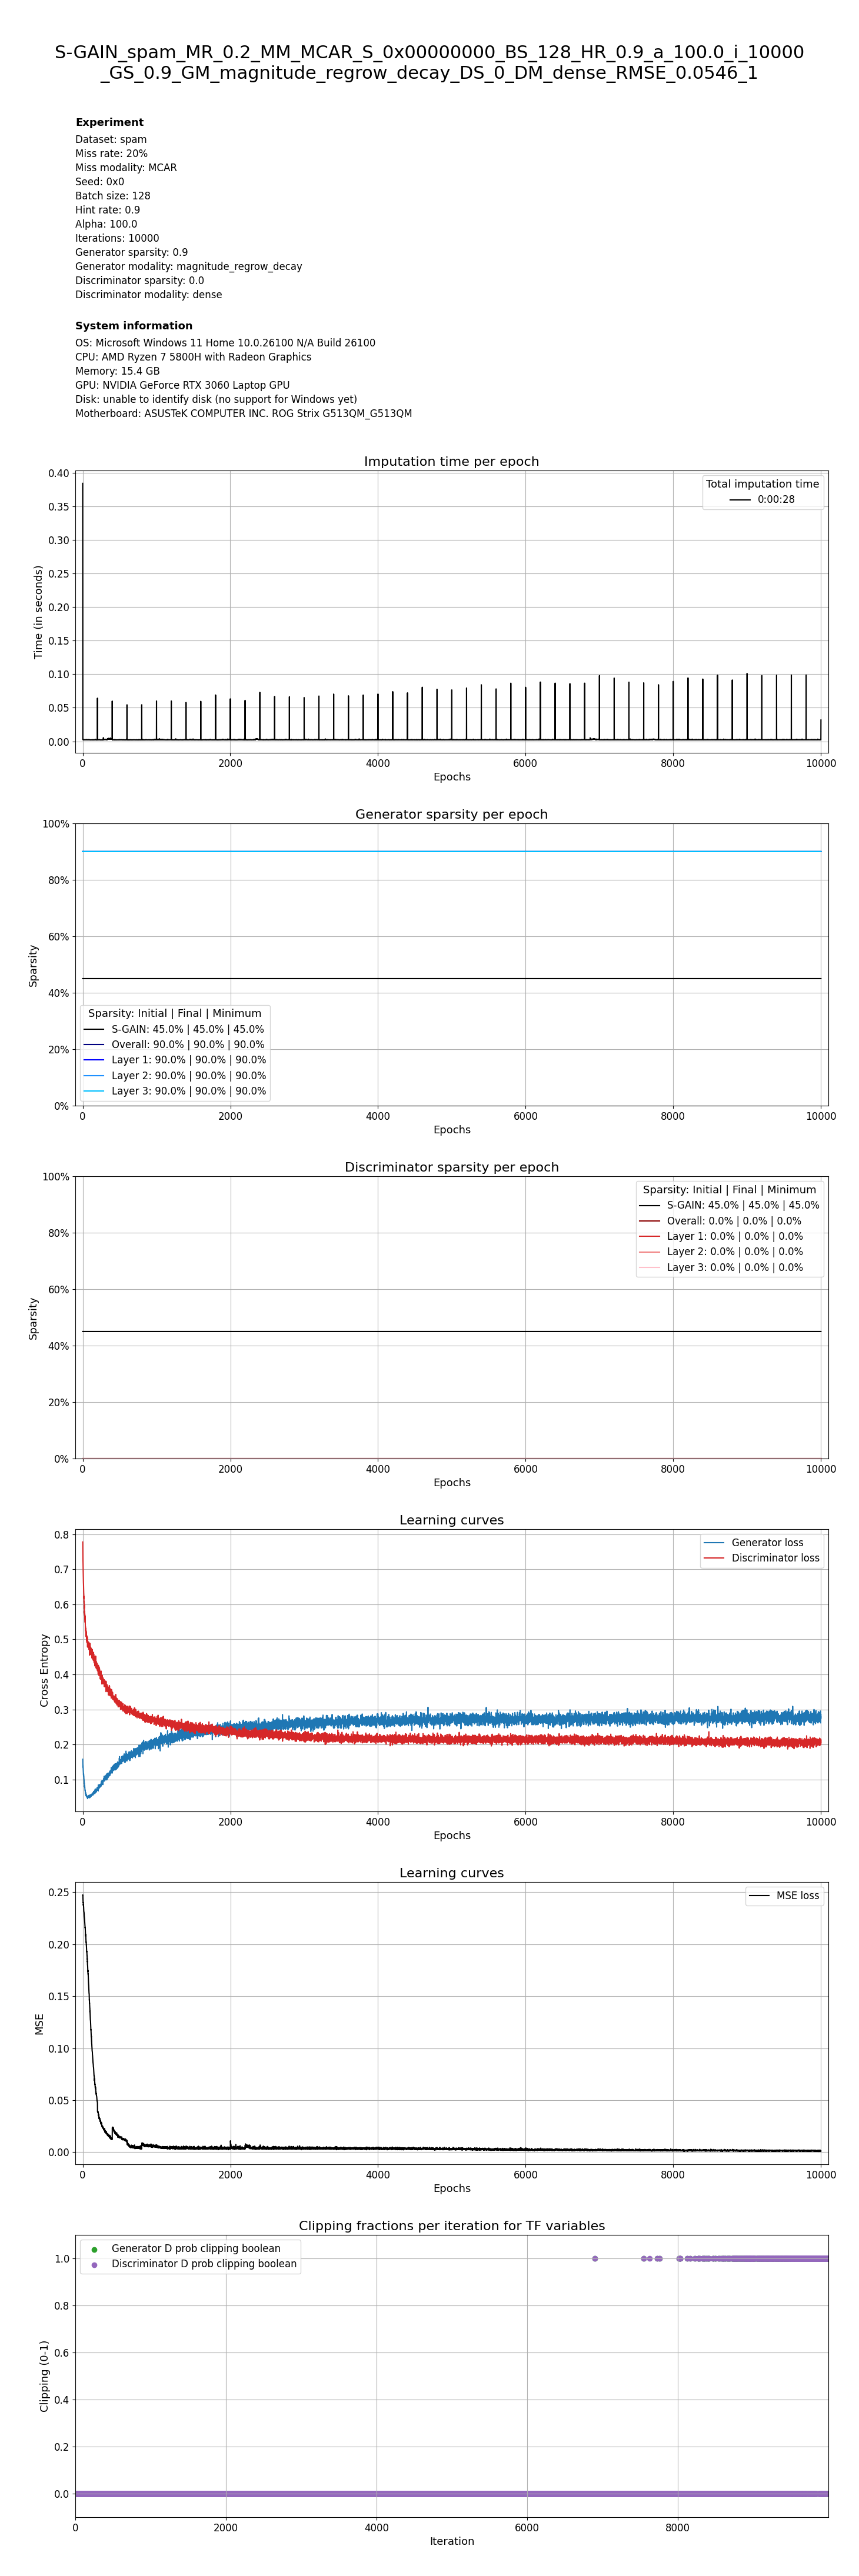 S-GAIN_spam_MR_0.2_MM_MCAR_S_0x00000000_BS_128_HR_0.9_a_100.0_i_10000
_GS_0.9_GM_magnitude_regrow_decay_DS_0_DM_dense_RMSE_0.0546_1
Experiment
Dataset: spam
Miss rate: 20%
Miss modality: MCAR
Seed: 0x0
Batch size: 128
Hint rate: 0.9
Alpha: 100.0
Iterations: 10000
Generator sparsity: 0.9
Generator modality: magnitude_regrow_decay
Discriminator sparsity: 0.0
Discriminator modality: dense
System information
OS: Microsoft Windows 11 Home 10.0.26100 N/A Build 26100
CPU: AMD Ryzen 7 5800H with Radeon Graphics
Memory: 15.4 GB
GPU: NVIDIA GeForce RTX 3060 Laptop GPU
Disk: unable to identify disk (no support for Windows yet)
Motherboard: ASUSTeK COMPUTER INC. ROG Strix G513QM_G513QM
Imputation time per epoch
Total imputation time
0:00:28
Time (in seconds)
0.40
0.35
0.30
0.25
0.20
0.15
0.10
0.05
0.00
0 2000 4000 6000 8000 10000
Epochs
Generator sparsity per epoch
Sparsity
100%
80%
60%
40%
20%
0%
Sparsity: Initial | Final | Minimum
S-GAIN: 45.0% | 45.0% | 45.0%
Overall: 90.0% | 90.0% | 90.0%
Layer 1: 90.0% | 90.0% | 90.0%
Layer 2: 90.0% | 90.0% | 90.0%
Layer 3: 90.0% | 90.0% | 90.0%
0 2000 4000 6000 8000 10000
Epochs
Discriminator sparsity per epoch
Sparsity: Initial | Final | Minimum
S-GAIN: 45.0% | 45.0% | 45.0%
Overall: 0.0% | 0.0% | 0.0%
Layer 1: 0.0% | 0.0% | 0.0%
Layer 2: 0.0% | 0.0% | 0.0%
Layer 3: 0.0% | 0.0% | 0.0%
Sparsity
100%
80%
60%
40%
20%
0%
0 2000 4000 6000 8000 10000
Epochs
Learning curves
Generator loss
Discriminator loss
Cross Entropy
0.8
0.7
0.6
0.5
0.4
0.3
0.2
0.1
0 2000 4000 6000 8000 10000
Epochs
Learning curves
MSE loss
MSE
0.25
0.20
0.15
0.10
0.05
0.00
0 2000 4000 6000 8000 10000
Epochs
Clipping fractions per iteration for TF variables
Generator D prob clipping boolean
Discriminator D prob clipping boolean
Clipping (0-1)
1.0
0.8
0.6
0.4
0.2
0.0
0 2000 4000 6000 8000
Iteration